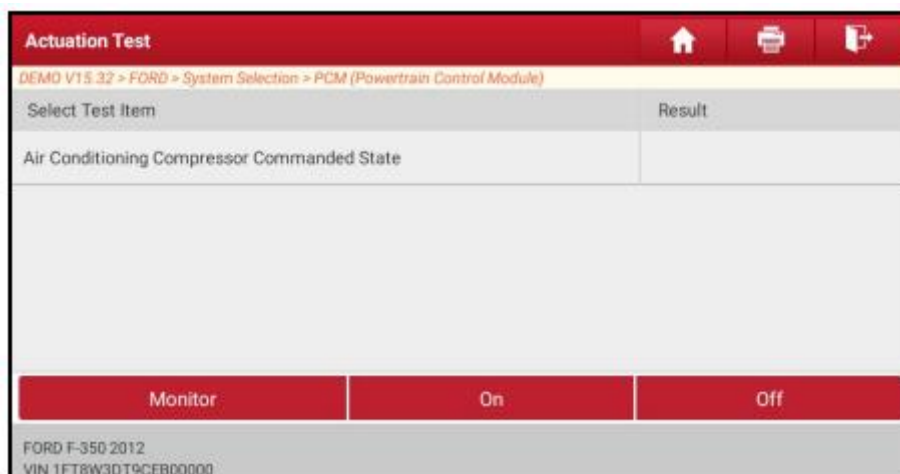 Actuation Test
DEMO V15.32 > FORD > System Selection > PCM (Powertrain Control Module)
Select Test Item Result
Air Conditioning Compressor Commanded State
Monitor On Off
FORD F-350 2012
VIN 1FT8W3DT9CEB00000